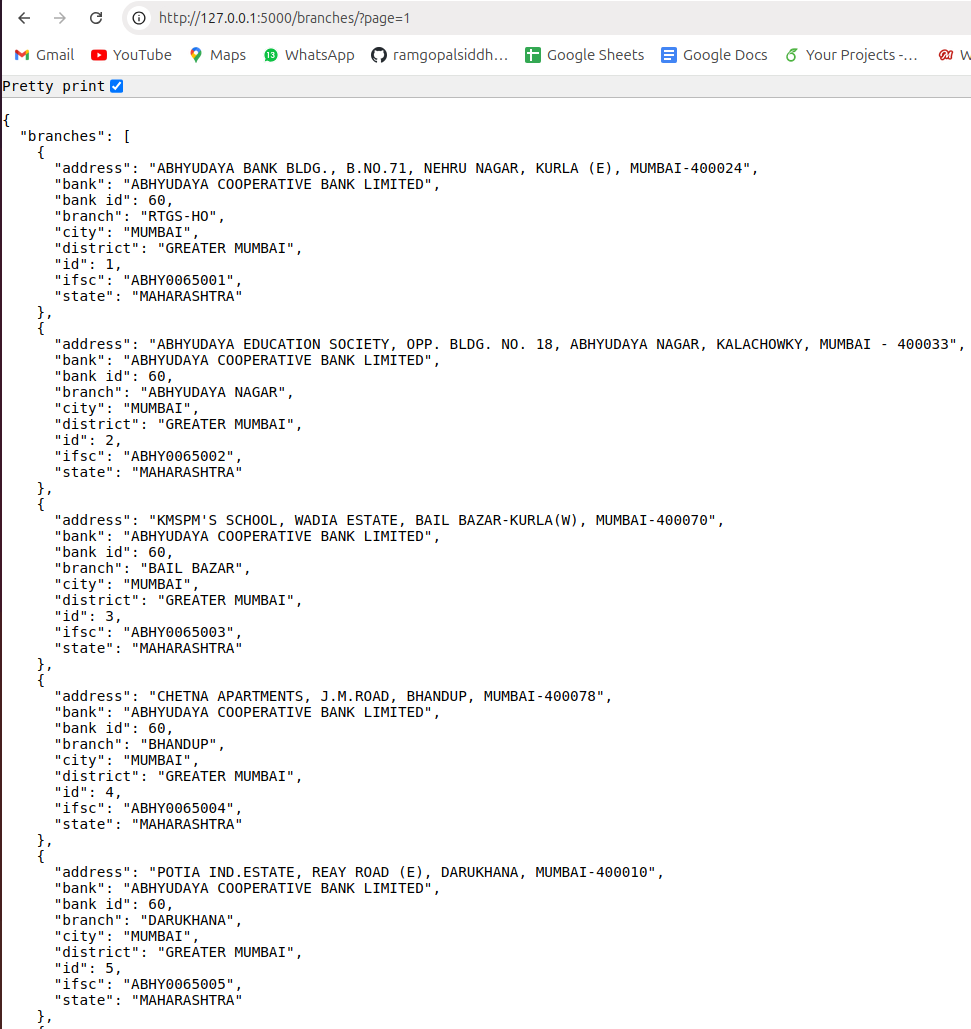 http://127.0.0.1:5000/branches/?page=1
Gmail YouTube Maps 13 WhatsApp ramgopalsiddh... Google Sheets Google Docs Your Projects -... W
Pretty print
{
  "branches": [
    {
      "address": "ABHYUDAYA BANK BLDG., B.NO.71, NEHRU NAGAR, KURLA (E), MUMBAI-400024",
      "bank": "ABHYUDAYA COOPERATIVE BANK LIMITED",
      "bank id": 60,
      "branch": "RTGS-HO",
      "city": "MUMBAI",
      "district": "GREATER MUMBAI",
      "id": 1,
      "ifsc": "ABHY0065001",
      "state": "MAHARASHTRA"
    },
    {
      "address": "ABHYUDAYA EDUCATION SOCIETY, OPP. BLDG. NO. 18, ABHYUDAYA NAGAR, KALACHOWKY, MUMBAI - 400033",
      "bank": "ABHYUDAYA COOPERATIVE BANK LIMITED",
      "bank id": 60,
      "branch": "ABHYUDAYA NAGAR",
      "city": "MUMBAI",
      "district": "GREATER MUMBAI",
      "id": 2,
      "ifsc": "ABHY0065002",
      "state": "MAHARASHTRA"
    },
    {
      "address": "KMSPM'S SCHOOL, WADIA ESTATE, BAIL BAZAR-KURLA(W), MUMBAI-400070",
      "bank": "ABHYUDAYA COOPERATIVE BANK LIMITED",
      "bank id": 60,
      "branch": "BAIL BAZAR",
      "city": "MUMBAI",
      "district": "GREATER MUMBAI",
      "id": 3,
      "ifsc": "ABHY0065003",
      "state": "MAHARASHTRA"
    },
    {
      "address": "CHETNA APARTMENTS, J.M.ROAD, BHANDUP, MUMBAI-400078",
      "bank": "ABHYUDAYA COOPERATIVE BANK LIMITED",
      "bank id": 60,
      "branch": "BHANDUP",
      "city": "MUMBAI",
      "district": "GREATER MUMBAI",
      "id": 4,
      "ifsc": "ABHY0065004",
      "state": "MAHARASHTRA"
    },
    {
      "address": "POTIA IND.ESTATE, REAY ROAD (E), DARUKHANA, MUMBAI-400010",
      "bank": "ABHYUDAYA COOPERATIVE BANK LIMITED",
      "bank id": 60,
      "branch": "DARUKHANA",
      "city": "MUMBAI",
      "district": "GREATER MUMBAI",
      "id": 5,
      "ifsc": "ABHY0065005",
      "state": "MAHARASHTRA"
    },